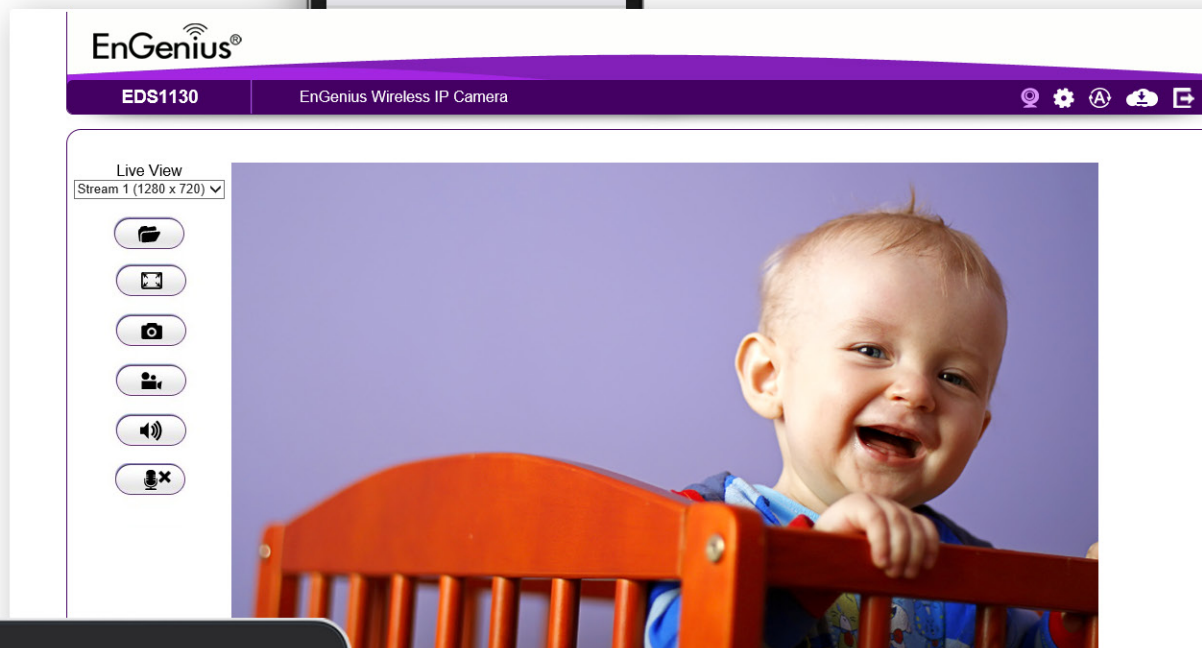 EnGenius®
EDS1130
EnGenius Wireless IP Camera
Live View
Stream 1 (1280 x 720)